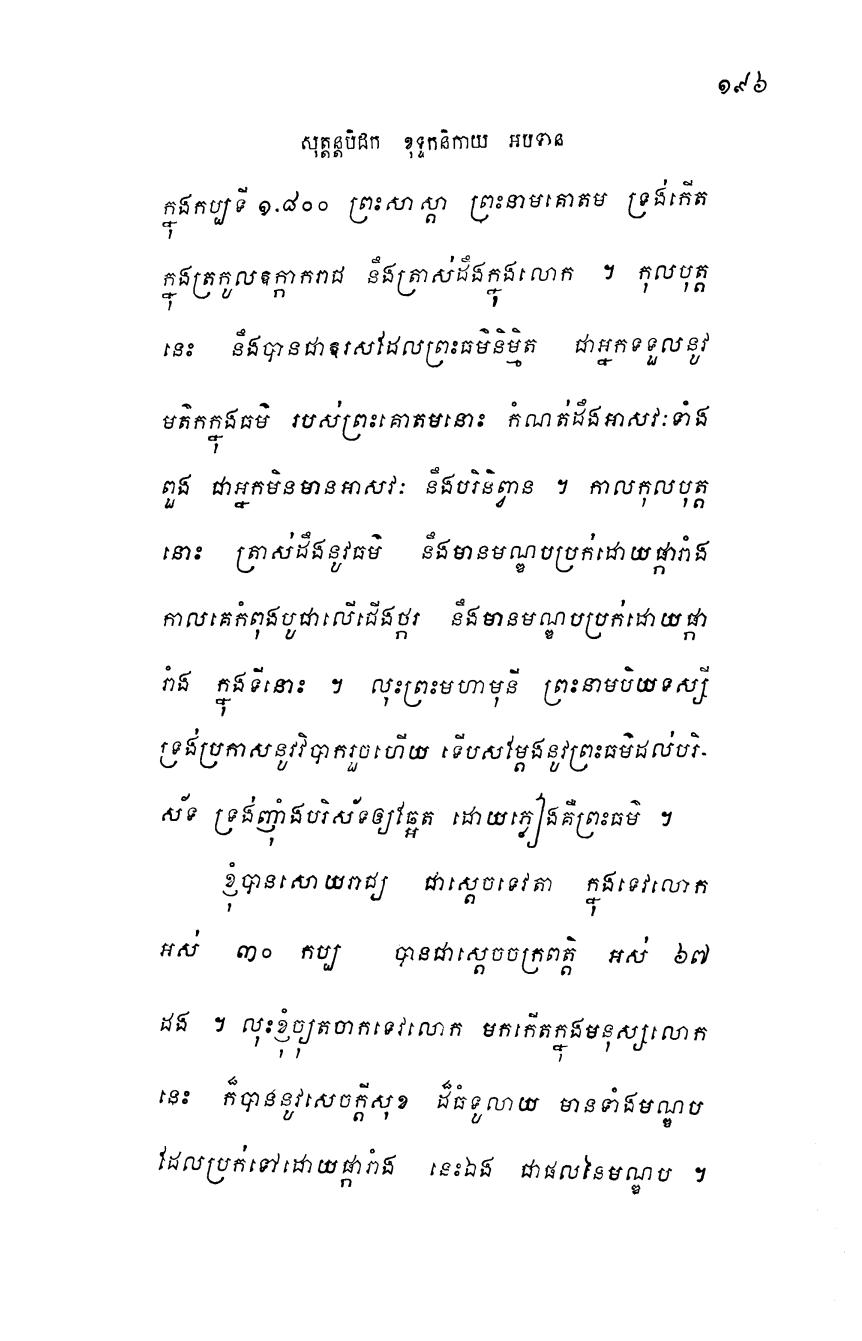 ១៩៦
សុត្តន្តបិដក ខុទ្ទកនិកាយ អបទាន
ក្នុងកប្បទី ១.៨០០ ព្រះសាស្តា ព្រះនាមគោតម ទ្រង់កើត
ក្នុងត្រកូលឧក្កាករាជ នឹងត្រាស់ដឹងក្នុងលោក ។ កុលបុត្ត
នេះ នឹងបានជាឱរសដែលព្រះធម៌និម្មិត ជាអ្នកទទួលនូវ
មតិកក្នុងធម៌ របស់ព្រះគោតមនោះ កំណត់ដឹងអាសវៈទាំង
ពួង ជាអ្នកមិនមានអាសវៈ នឹងបរិនិព្វាន ។ កាលកុលបុត្ត
នោះ ត្រាស់ដឹងនូវធម៌ នឹងមានមណ្ឌបប្រក់ដោយផ្ការាំង
កាលគេកំពុងបូជាលើជើងថ្ករ នឹងមានមណ្ឌបប្រក់ដោយផ្កា
រាំង ក្នុងទីនោះ ។ លុះព្រះមហាមុនី ព្រះនាមបិយទស្សី
ទ្រង់ប្រកាសនូវវិបាករួចហើយ ទើបសម្តែងនូវព្រះធម៌ដល់បរិ-
ស័ទ ទ្រង់ញ៉ាំងបរិស័ទឲ្យឆ្អែត ដោយភ្លៀងគឺព្រះធម៌ ។
ខ្ញុំបានសោយរាជ្យ ជាស្តេចទេវតា ក្នុងទេវលោក
អស់ ៣០ កប្ប បានជាស្តេចចក្រពត្តិ អស់ ៦៧
ដង ។ លុះខ្ញុំច្យុតចាកទេវលោក មកកើតក្នុងមនុស្សលោក
នេះ ក៏បាននូវសេចក្តីសុខ ដ៏ធំទូលាយ មានទាំងមណ្ឌប
ដែលប្រក់ទៅដោយផ្ការាំង នេះឯង ជាផលនៃមណ្ឌប ។